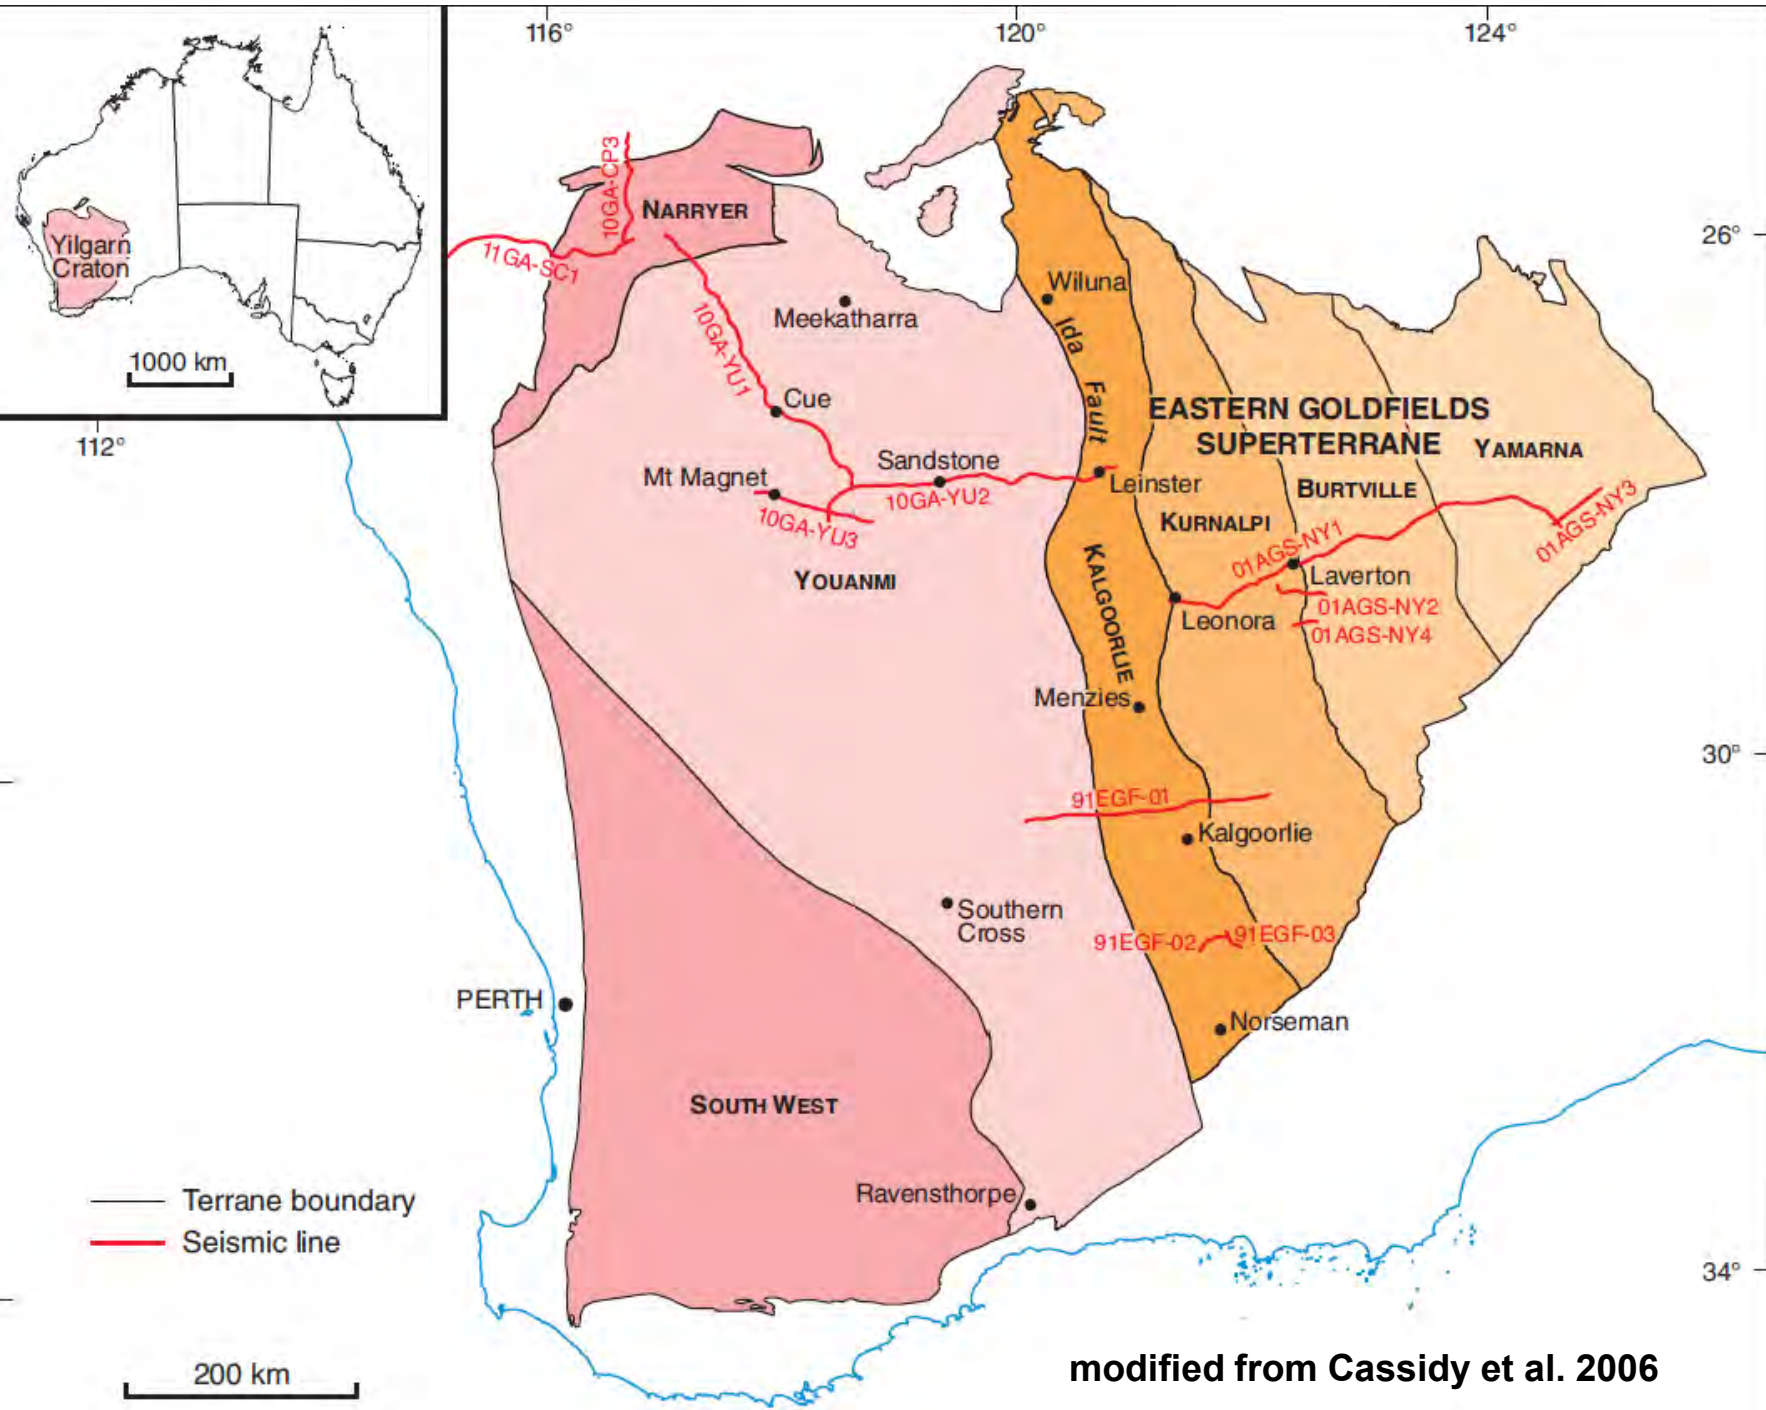 116°
120°
124°
Yilgarn
Craton
1000 km
112°
26°
30°
34°
10GA-CP3
NARRYER
11GA-SC1
10GA-YU1
Meekatharra
Wiluna
Ida Fault
Cue
EASTERN GOLDFIELDS
SUPERTERRANE
YAMARNA
Mt Magnet
Sandstone
Leinster
BURTVILLE
10GA-YU2
10GA-YU3
KURNALPI
01AGS-NY1
01AGS-NY3
YOUANMI
KALGOORLIE
Laverton
01AGS-NY2
Leonora
01AGS-NY4
Menzies
91EGF-01
Kalgoorlie
Southern
Cross
91EGF-02
91EGF-03
PERTH
Norseman
SOUTH WEST
Ravensthorpe
Terrane boundary
Seismic line
200 km
modified from Cassidy et al. 2006